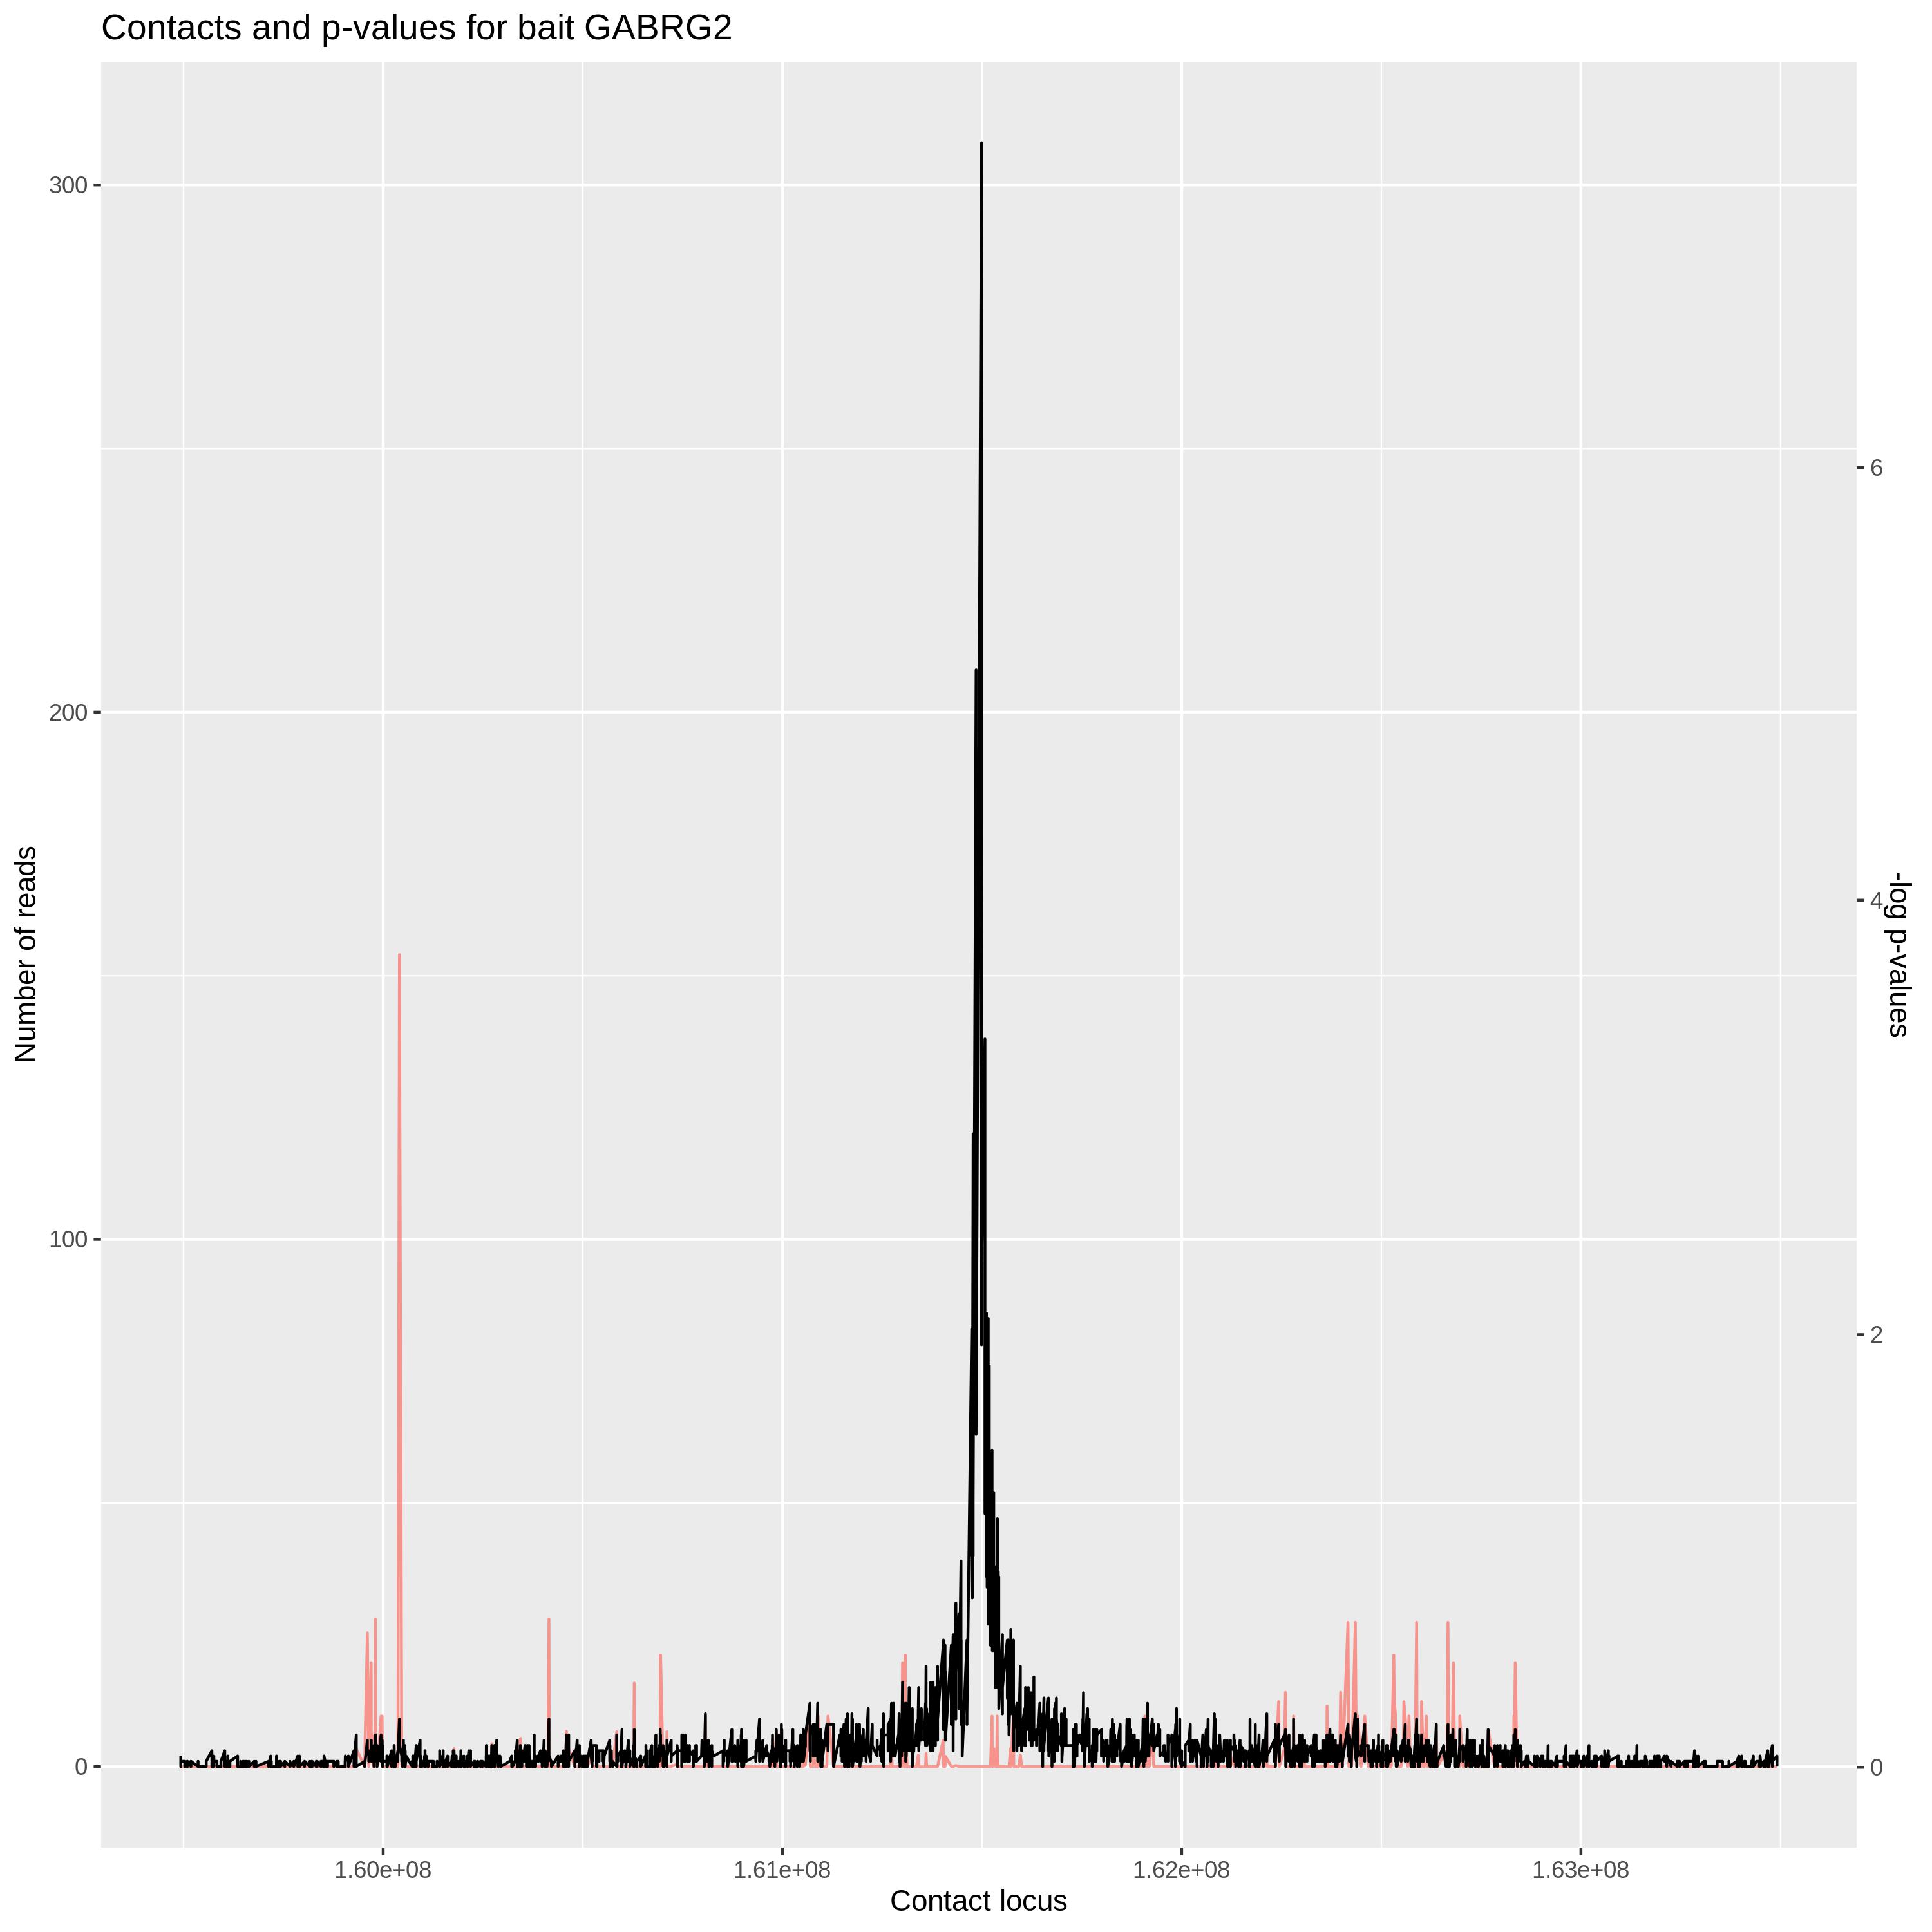 Contacts and p-values for bait GABRG2
300
200
100
0
Number of reads
6
4
2
0
-log p-values
1.60e+08
1.61e+08
1.62e+08
1.63e+08
Contact locus